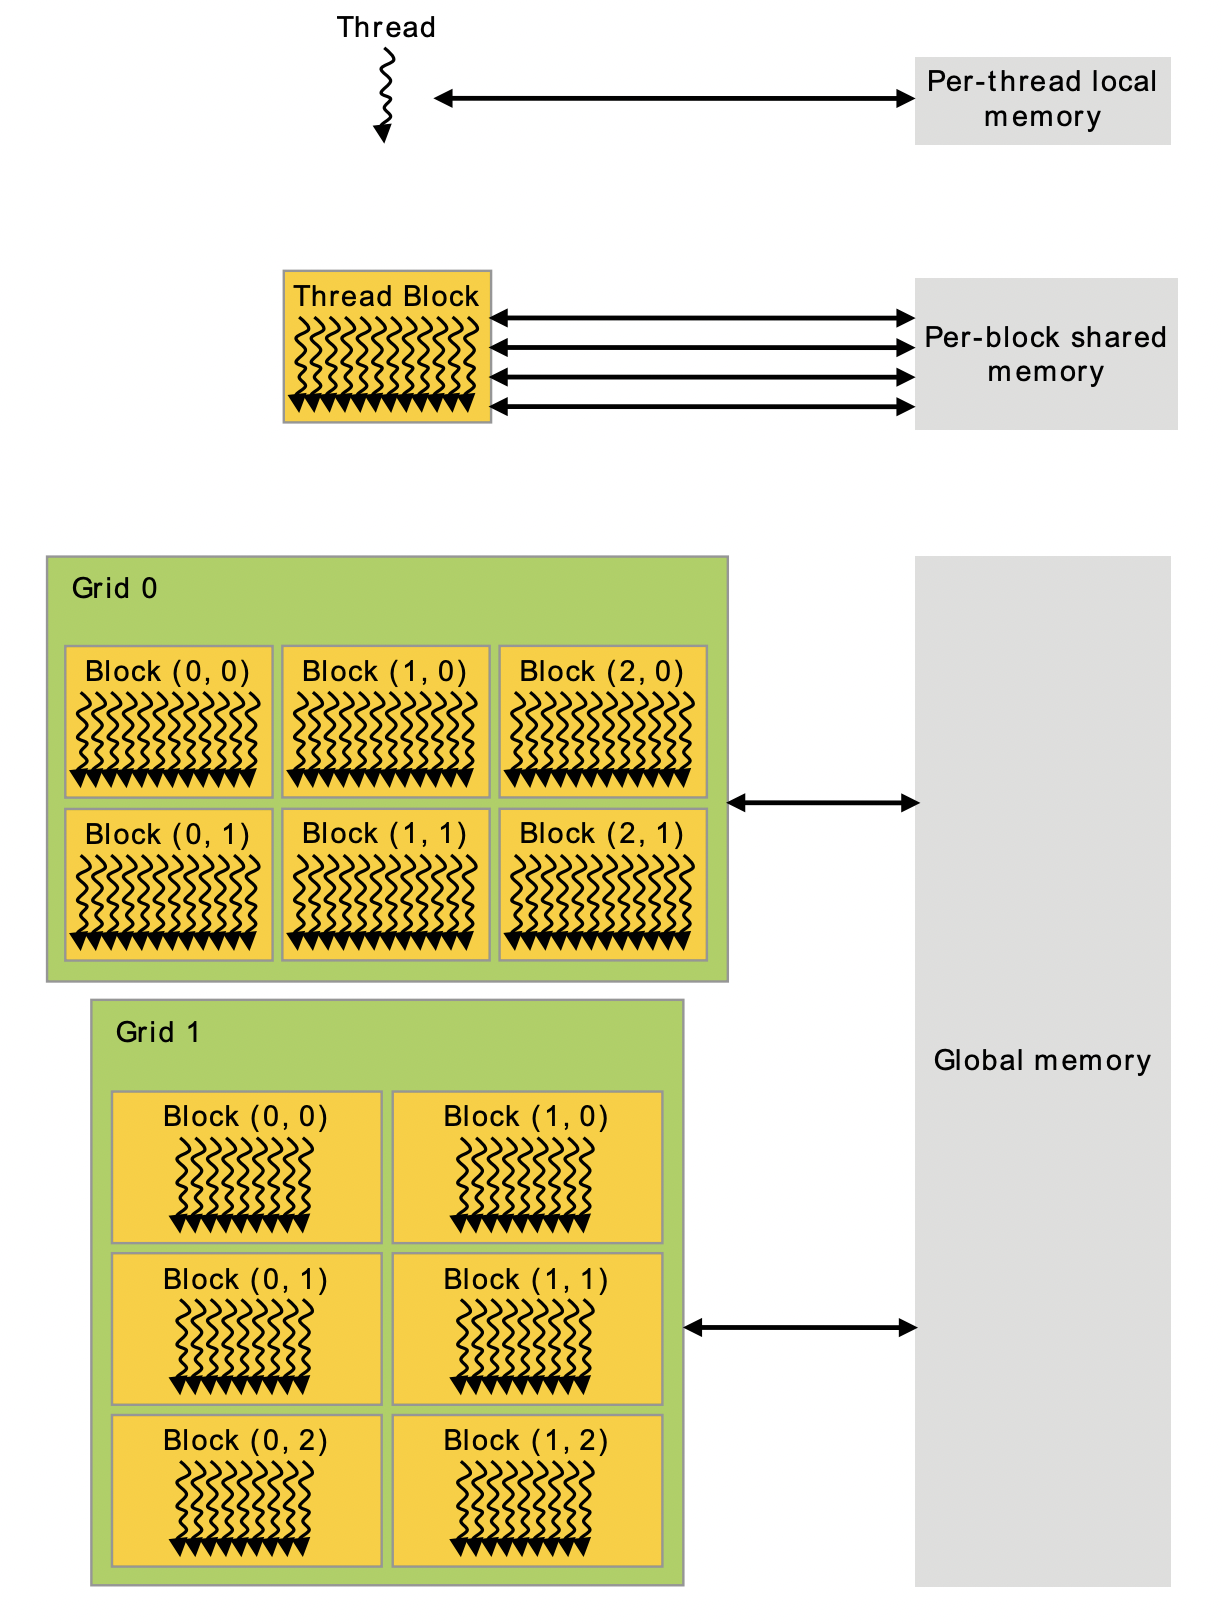 Thread
Per-thread local
memory
Thread Block
Per-block shared
memory
Grid 0
Block (0, 0)
Block (1, 0)
Block (2, 0)
Block (0, 1)
Block (1, 1)
Block (2, 1)
Grid 1
Global memory
Block (0, 0)
Block (1, 0)
Block (0, 1)
Block (1, 1)
Block (0, 2)
Block (1, 2)